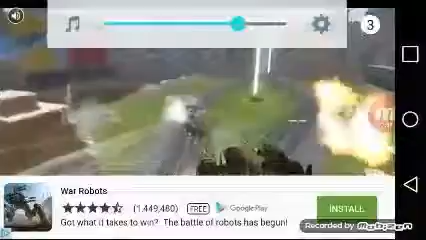 3
War Robots
(1,449,480) FREE Google Play
Got what it takes to win? The battle of robots has begun!
INSTALL
Recorded by Mobizen